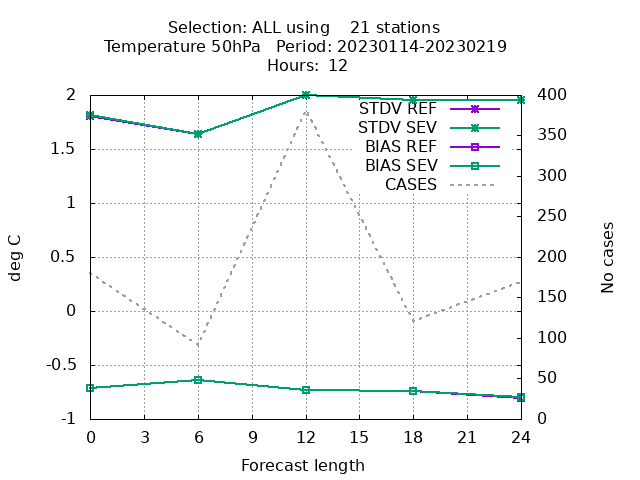 Selection: ALL using    21 stations
Temperature 50hPa   Period: 20230114-20230219
Hours:  12
deg C
No cases
2
1.5
1
0.5
0
-0.5
-1
400
350
300
250
200
150
100
50
0
STDV REF
STDV SEV
BIAS REF
BIAS SEV
CASES
0 3 6 9 12 15 18 21 24
Forecast length